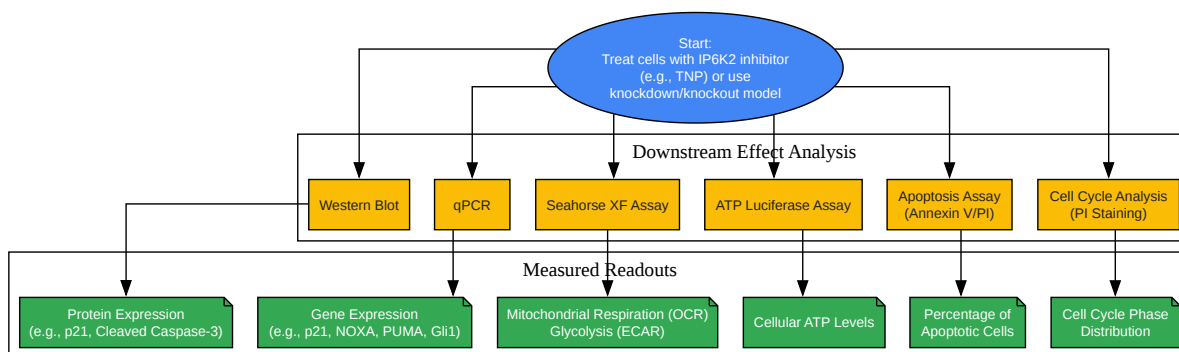 Start:
Treat cells with IP6K2 inhibitor
(e.g., TNP) or use
knockdown/knockout model
Downstream Effect Analysis
Western Blot
qPCR
Seahorse XF Assay
ATP Luciferase Assay
Apoptosis Assay
(Annexin V/PI)
Cell Cycle Analysis
(PI Staining)
Measured Readouts
Protein Expression
(e.g., p21, Cleaved Caspase-3)
Gene Expression
(e.g., p21, NOXA, PUMA, Gli1)
Mitochondrial Respiration (OCR)
Glycolysis (ECAR)
Cellular ATP Levels
Percentage of
Apoptotic Cells
Cell Cycle Phase
Distribution